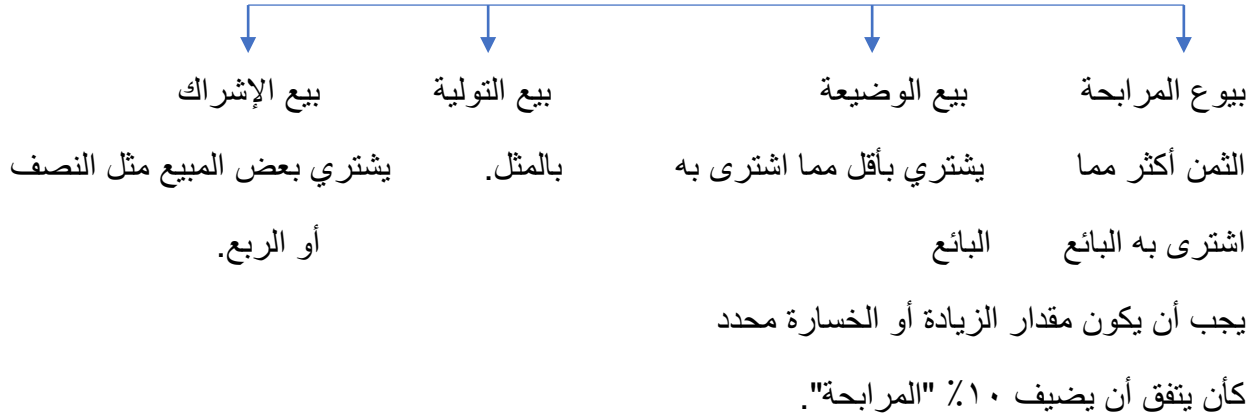 بيوع المرابحة بيع الوضيعة بيع التولية بيع الإشراك
الثمن أكثر مما يشتري بأقل مما اشترى به بالمثل. يشتري بعض المبيع مثل النصف
اشترى به البائع البائع أو الربع.
يجب أن يكون مقدار الزيادة أو الخسارة محدد
كأن يتفق أن يضيف ١٠٪ "المرابحة".